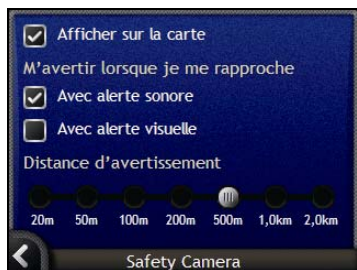 Afficher sur la carte
M'avertir lorsque je me rapproche
Avec alerte sonore
Avec alerte visuelle
Distance d'avertissement
20m 50m 100m 200m 500m 1,0km 2,0km
Safety Camera